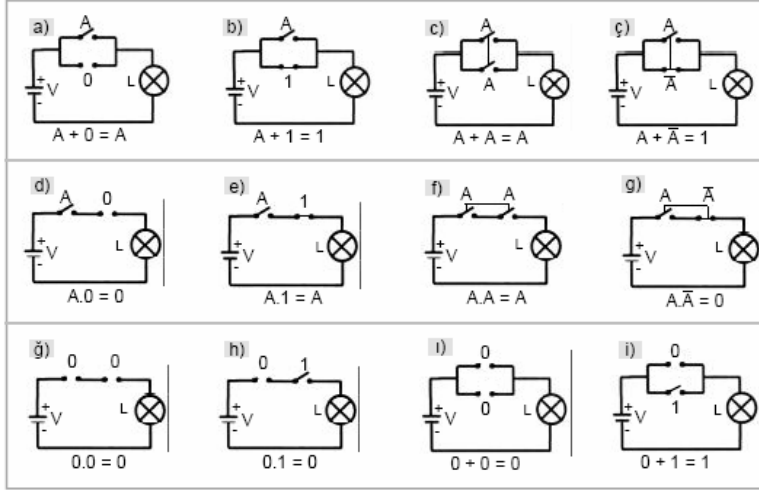 a)
A
0
+
V
-
L
A + 0 = A
b)
A
1
+
V
-
L
A + 1 = 1
c)
A
A
+
V
-
L
A + A = A
ç)
A
A̅
+
V
-
L
A + A̅ = 1
d)
A 0
+
V
-
L
A.0 = 0
e)
A 1
+
V
-
L
A.1 = A
f)
A A
+
V
-
L
A.A = A
g)
A A̅
+
V
-
L
A.A̅ = 0
ğ)
0 0
+
V
-
L
0.0 = 0
h)
0 1
+
V
-
L
0.1 = 0
ı)
0
0
+
V
-
L
0 + 0 = 0
i)
0
1
+
V
-
L
0 + 1 = 1